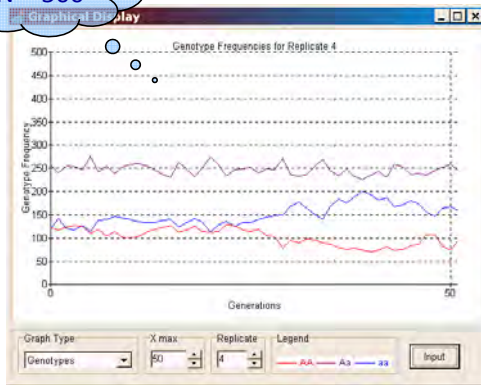 Graphical Display
Genotype Frequencies for Replicate 4
500
450
400
350
300
250
200
150
100
50
0
Genotype Frequency
0
50
Generations
Graph Type
X max
Replicate
Legend
Genotypes
50
4
AA
Aa
aa
Input